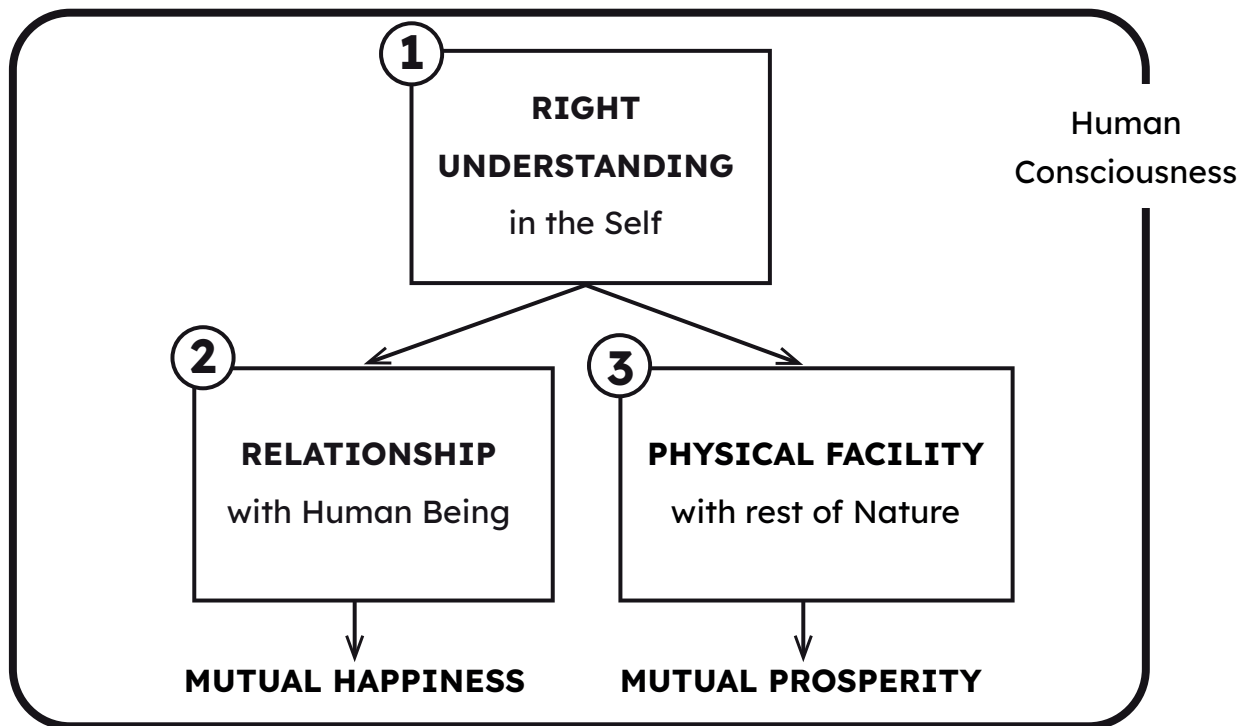 1
RIGHT
UNDERSTANDING
in the Self
Human
Consciousness
2
RELATIONSHIP
with Human Being
3
PHYSICAL FACILITY
with rest of Nature
MUTUAL HAPPINESS
MUTUAL PROSPERITY